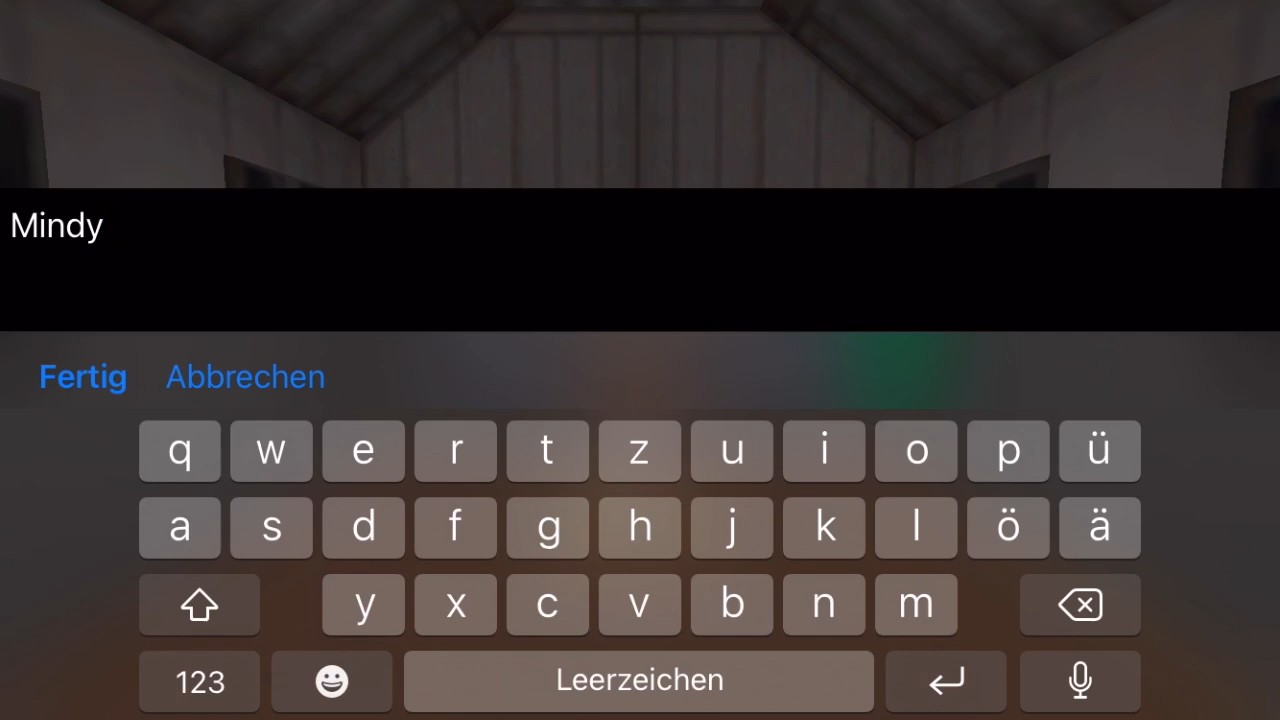 Mindy
Fertig Abbrechen
q w e r t z u i o p ü
a s d f g h j k l ö ä
y x c v b n m
123 Leerzeichen